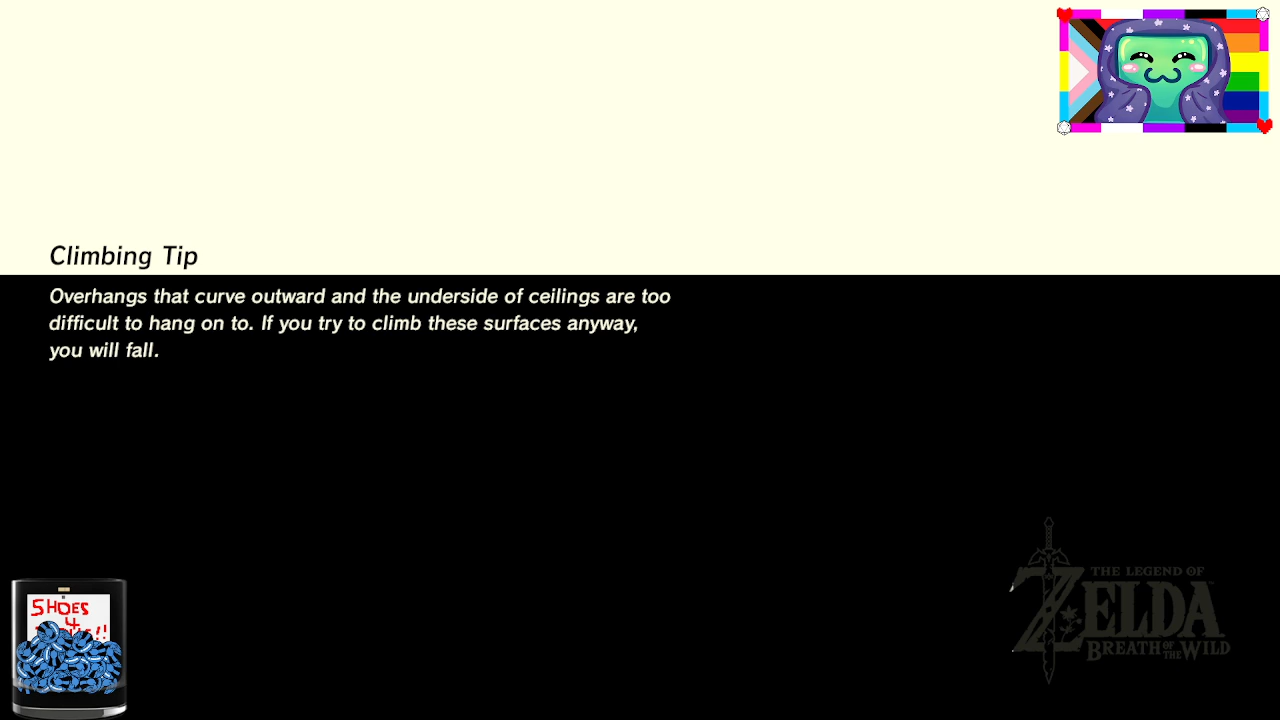 Climbing Tip
Overhangs that curve outward and the underside of ceilings are too
difficult to hang on to. If you try to climb these surfaces anyway,
you will fall.
THE LEGEND OF
ZELDA
BREATH OF THE WILD
SHOES
4
!!